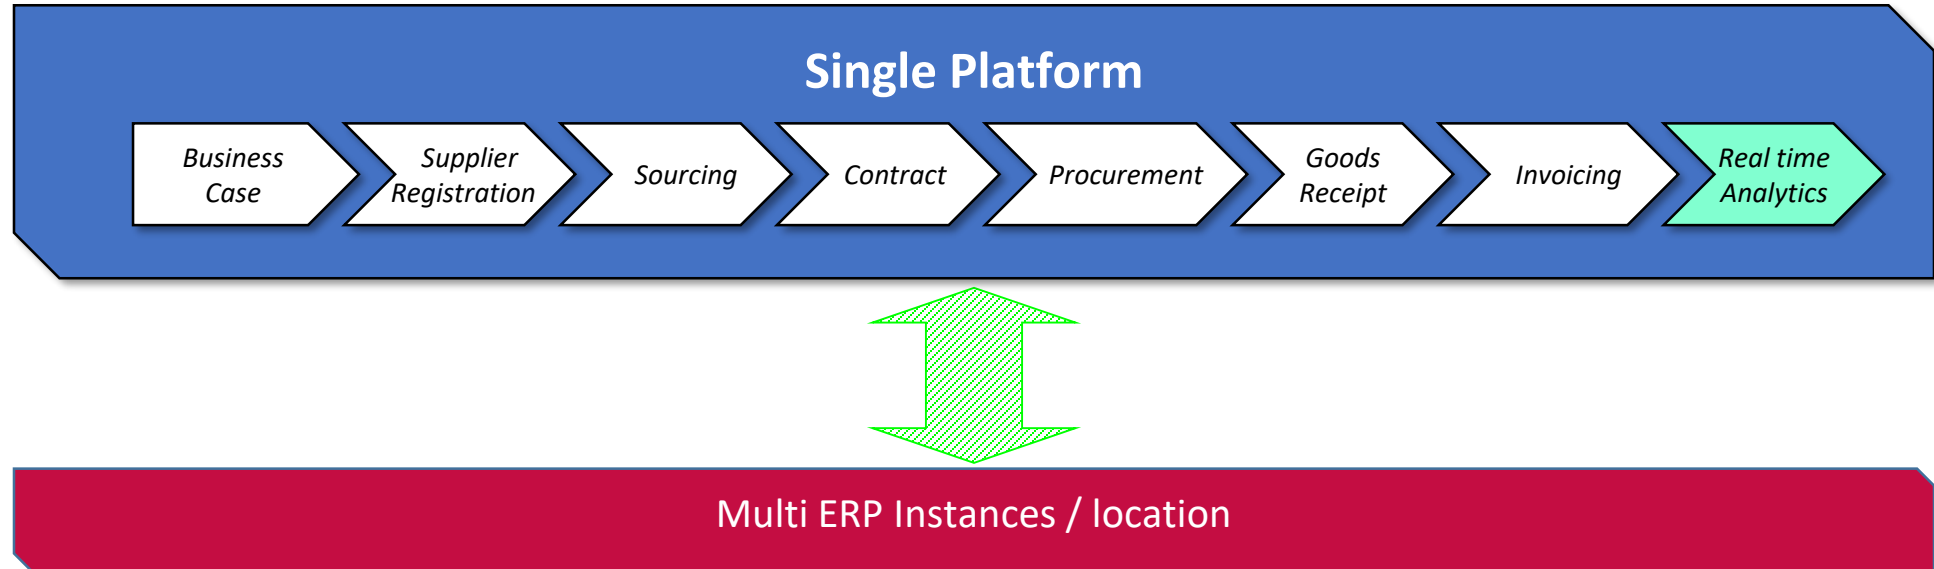 Single Platform
Business
Case
Supplier
Registration
Sourcing
Contract
Procurement
Goods
Receipt
Invoicing
Real time
Analytics
Multi ERP Instances / location